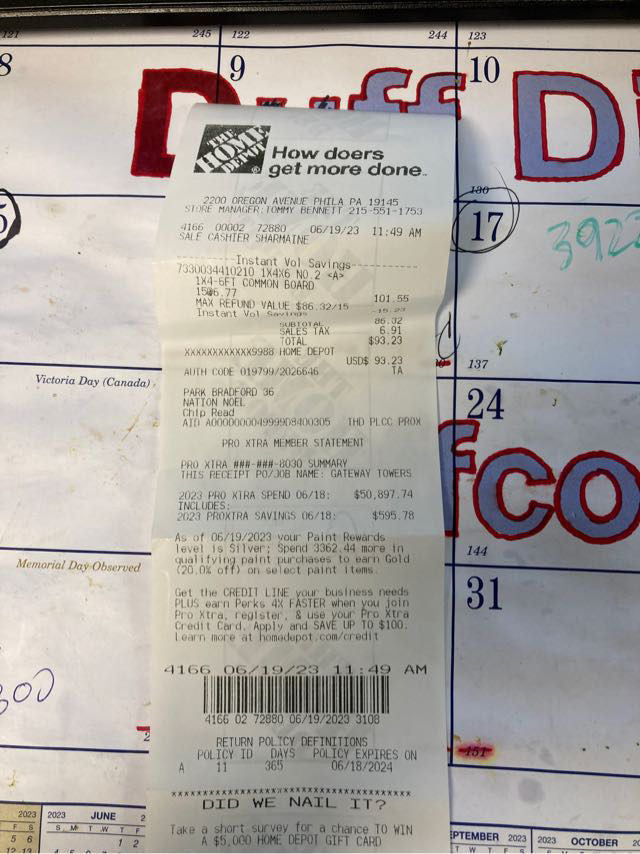 121
245
122
244
123
8
9
10
Duff D
THE
HOME
DEPOT
How doers
get more done..
2200 OREGON AVENUE PHILA PA 19145
STORE MANAGER:TOMMY BENNETT 215-551-1753
4166 00002 72880 06/19/23 11:49 AM
SALE CASHIER SHARMAINE
130
17
392
------------Instant Vol Savings------------
7330034410210 1X4X6 NO.2 <A>
1X4-6FT COMMON BOARD
15@6.77 101.55
MAX REFUND VALUE $86.32/15
Instant Vol Savings -15.23
SUBTOTAL 86.32
SALES TAX 6.91
TOTAL $93.23
XXXXXXXXXXXX9988 HOME DEPOT
USD$ 93.23
AUTH CODE 019799/2026646 TA
137
Victoria Day (Canada)
24
PARK BRADFORD 36
NATION NOEL
Chip Read
AID A0000000049999D8400305 THD PLCC PROX
PRO XTRA MEMBER STATEMENT
PRO XTRA ###-###-8030 SUMMARY
THIS RECEIPT PO/JOB NAME: GATEWAY TOWERS
fco
2023 PRO XTRA SPEND 06/18: $50,897.74
INCLUDES:
2023 PROXTRA SAVINGS 06/18: $595.78
144
Memorial Day Observed
31
As of 06/19/2023 your Paint Rewards
level is Silver; Spend 3362.44 more in
qualifying paint purchases to earn Gold
(20.0% off) on select paint items.
Get the CREDIT LINE your business needs
PLUS earn Perks 4X FASTER when you join
Pro Xtra, register, & use your Pro Xtra
Credit Card. Apply and SAVE UP TO $100.
Learn more at homedepot.com/credit
4166 06/19/23 11:49 AM
4166 02 72880 06/19/2023 3108
151
RETURN POLICY DEFINITIONS
POLICY ID DAYS POLICY EXPIRES ON
A 11 365 06/18/2024
*****************************************
DID WE NAIL IT?
Take a short survey for a chance TO WIN
A $5,000 HOME DEPOT GIFT CARD
2023
F S
5 6
12 13
2023 JUNE
S M T W T F
1 2
EPTEMBER 2023
2023 OCTOBER